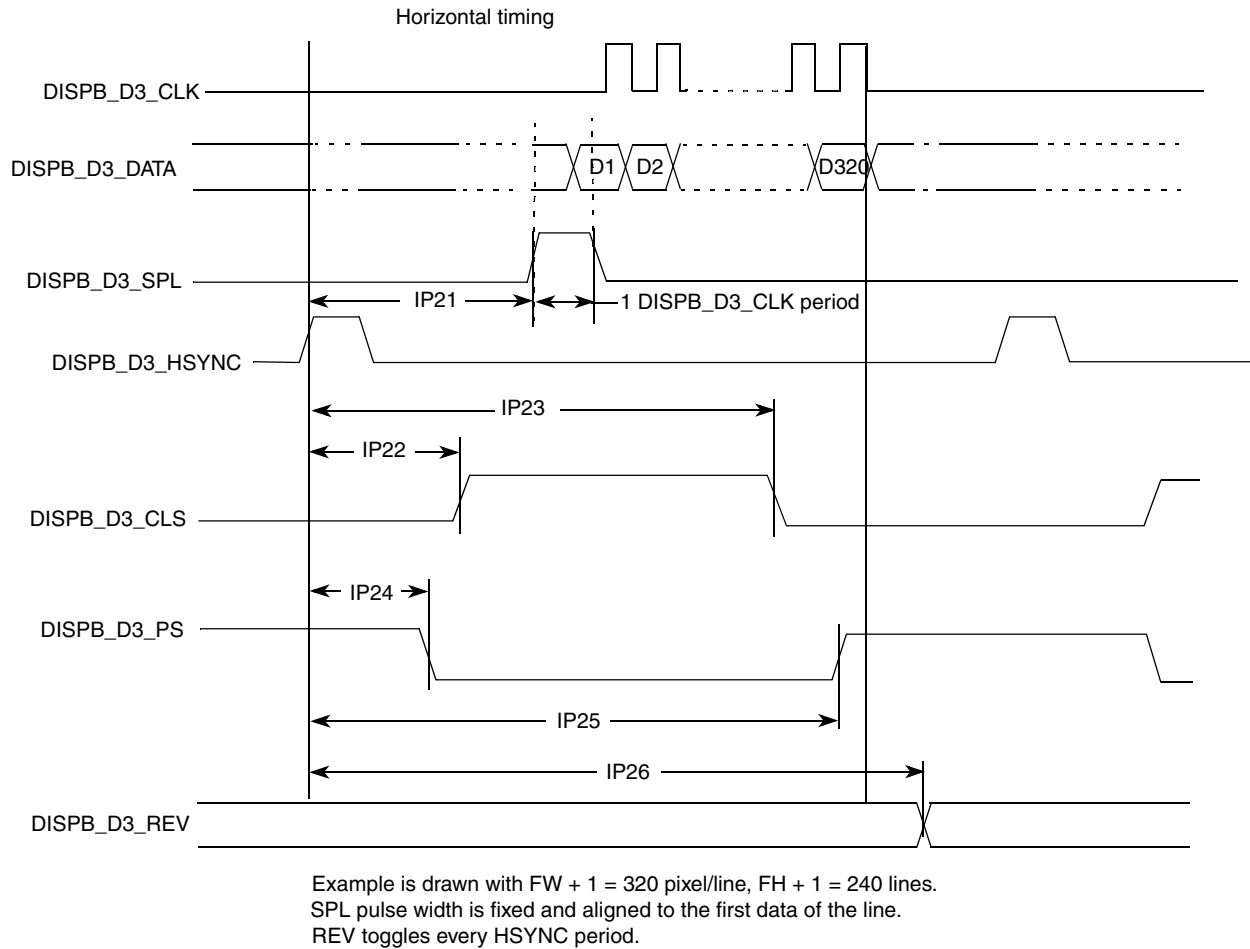 Horizontal timing
DISPB_D3_CLK
DISPB_D3_DATA
D1
D2
D320
DISPB_D3_SPL
IP21
1 DISPB_D3_CLK period
DISPB_D3_HSYNC
IP23
IP22
DISPB_D3_CLS
IP24
DISPB_D3_PS
IP25
IP26
DISPB_D3_REV
Example is drawn with FW + 1 = 320 pixel/line, FH + 1 = 240 lines.
SPL pulse width is fixed and aligned to the first data of the line.
REV toggles every HSYNC period.